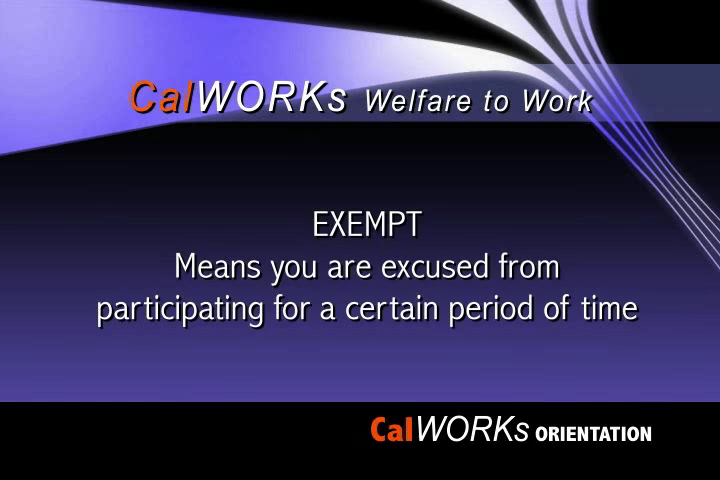 CalWORKs Welfare to Work
EXEMPT
Means you are excused from
participating for a certain period of time
CalWORKs ORIENTATION